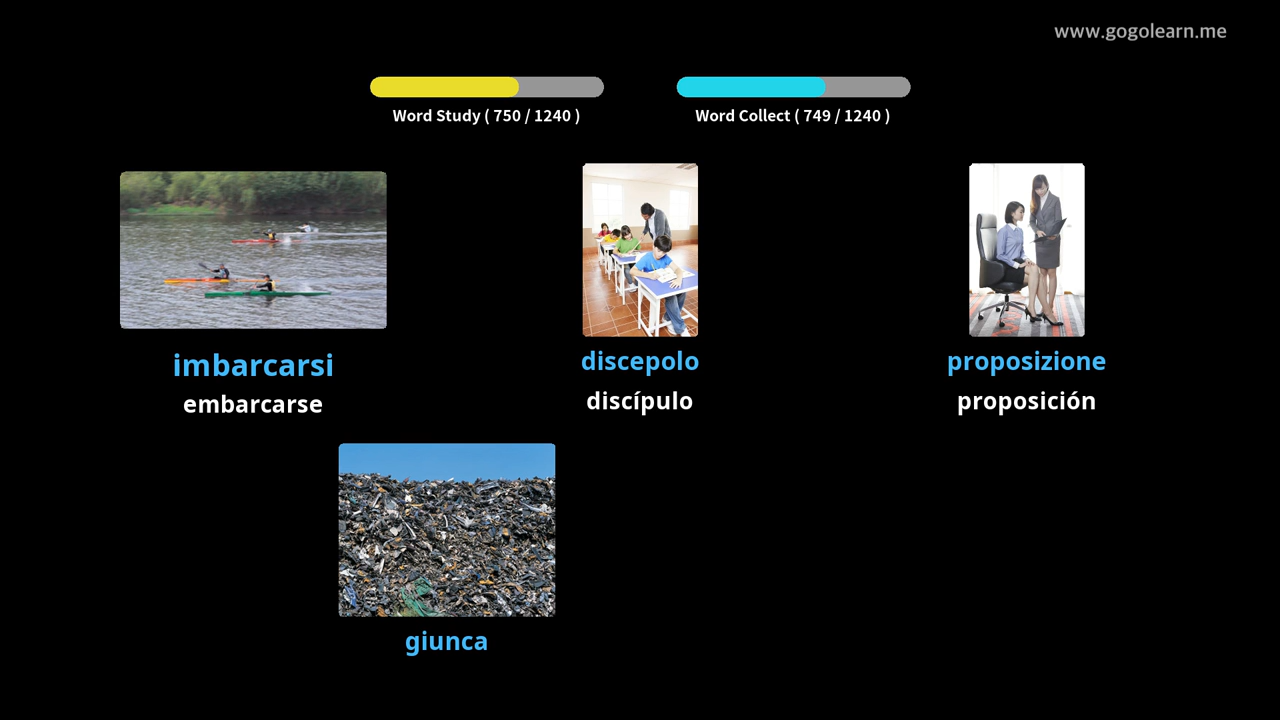 www.gogolearn.me
Word Study ( 750 / 1240 )
Word Collect ( 749 / 1240 )
imbarcarsi
embarcarse
discepolo
discípulo
proposizione
proposición
giunca